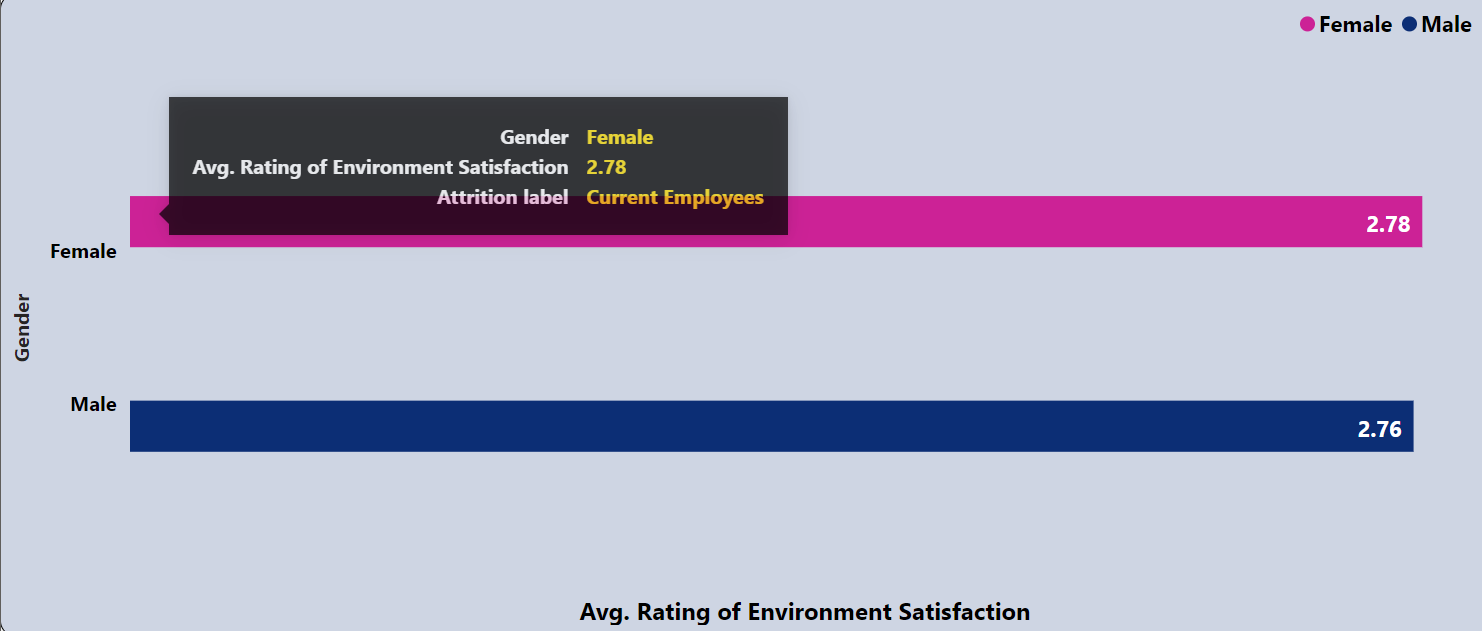 Female Male
Gender Female
Avg. Rating of Environment Satisfaction 2.78
Attrition label Current Employees
2.78
Female
Gender
Male
2.76
Avg. Rating of Environment Satisfaction